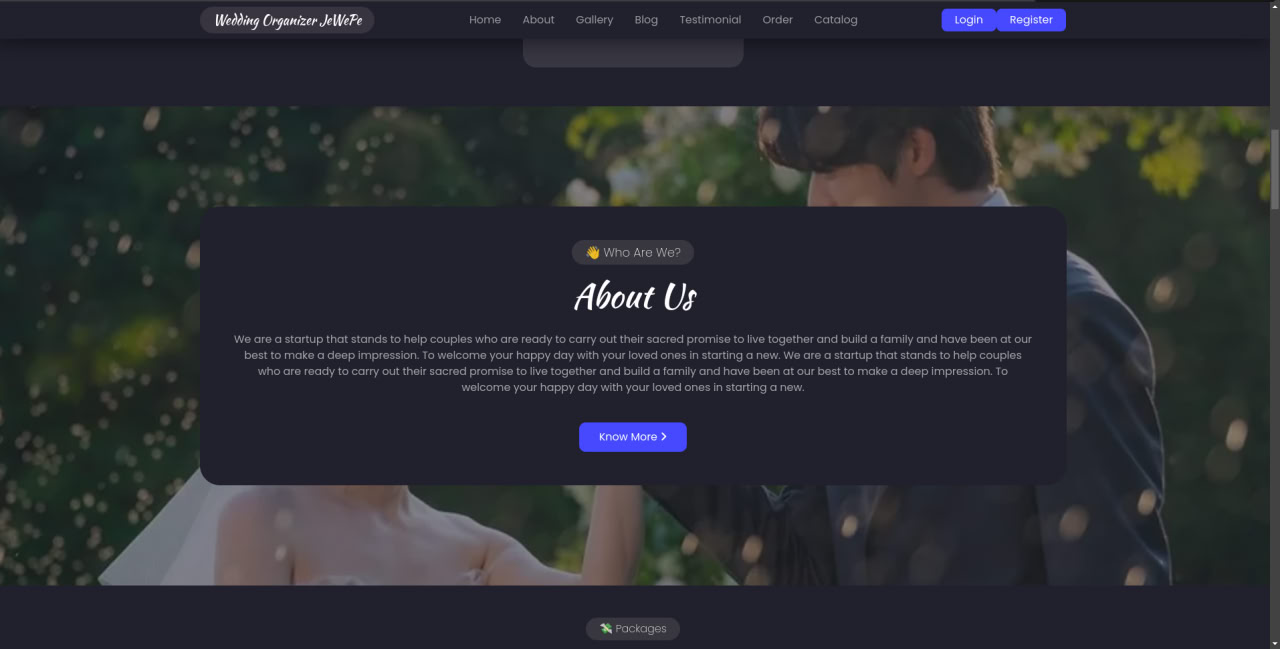 Wedding Organizer JeWePe
Home About Gallery Blog Testimonial Order Catalog
Login Register
👋 Who Are We?
About Us
We are a startup that stands to help couples who are ready to carry out their sacred promise to live together and build a family and have been at our
best to make a deep impression. To welcome your happy day with your loved ones in starting a new. We are a startup that stands to help couples
who are ready to carry out their sacred promise to live together and build a family and have been at our best to make a deep impression. To
welcome your happy day with your loved ones in starting a new.
Know More >
💸 Packages